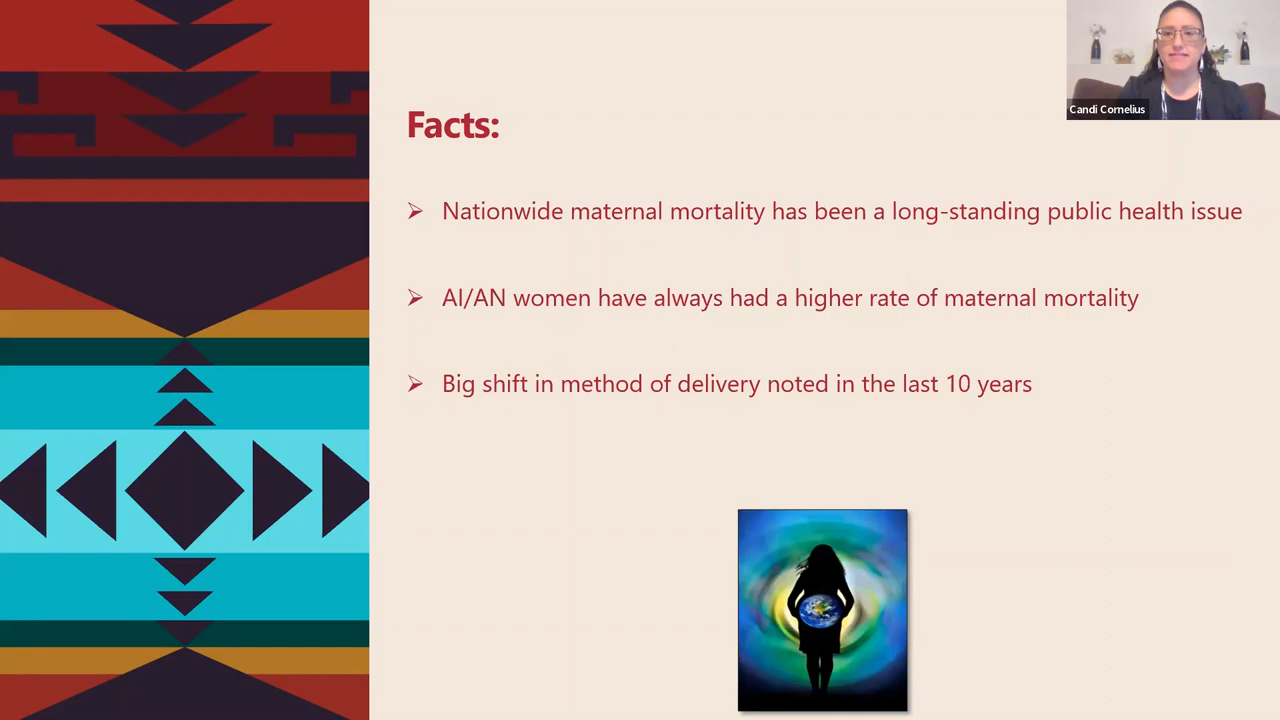 Facts:
Nationwide maternal mortality has been a long-standing public health issue
AI/AN women have always had a higher rate of maternal mortality
Big shift in method of delivery noted in the last 10 years
Candi Cornelius